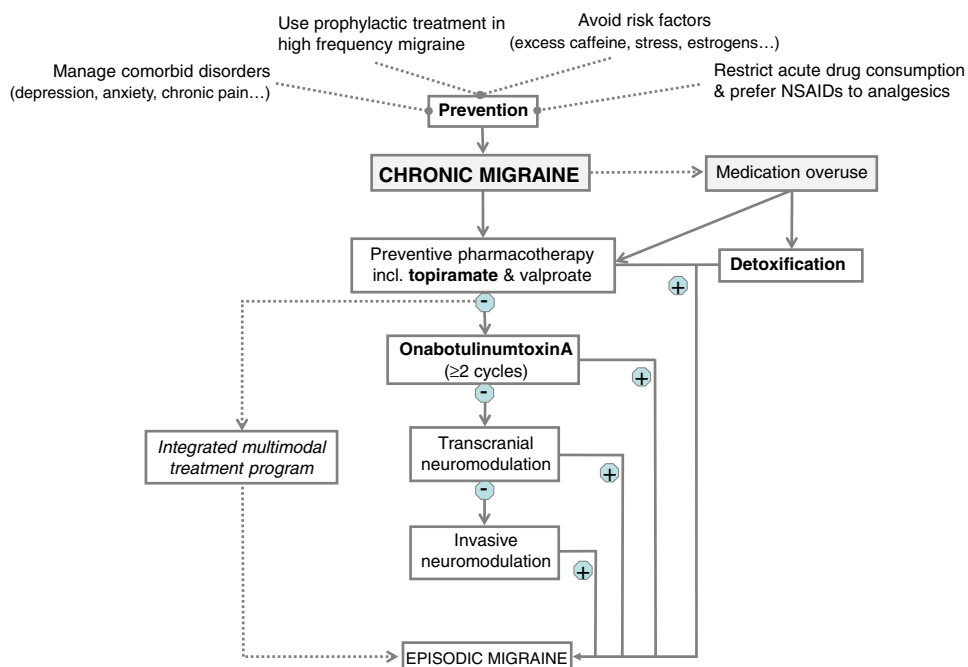 Use prophylactic treatment in
high frequency migraine
Avoid risk factors
(excess caffeine, stress, estrogens…)
Manage comorbid disorders
(depression, anxiety, chronic pain…)
Restrict acute drug consumption
& prefer NSAIDs to analgesics
Prevention
CHRONIC MIGRAINE
Medication overuse
Preventive pharmacotherapy
incl. topiramate & valproate
Detoxification
+
-
OnabotulinumtoxinA
(≥2 cycles)
+
-
Integrated multimodal
treatment program
Transcranial
neuromodulation
+
-
Invasive
neuromodulation
+
EPISODIC MIGRAINE